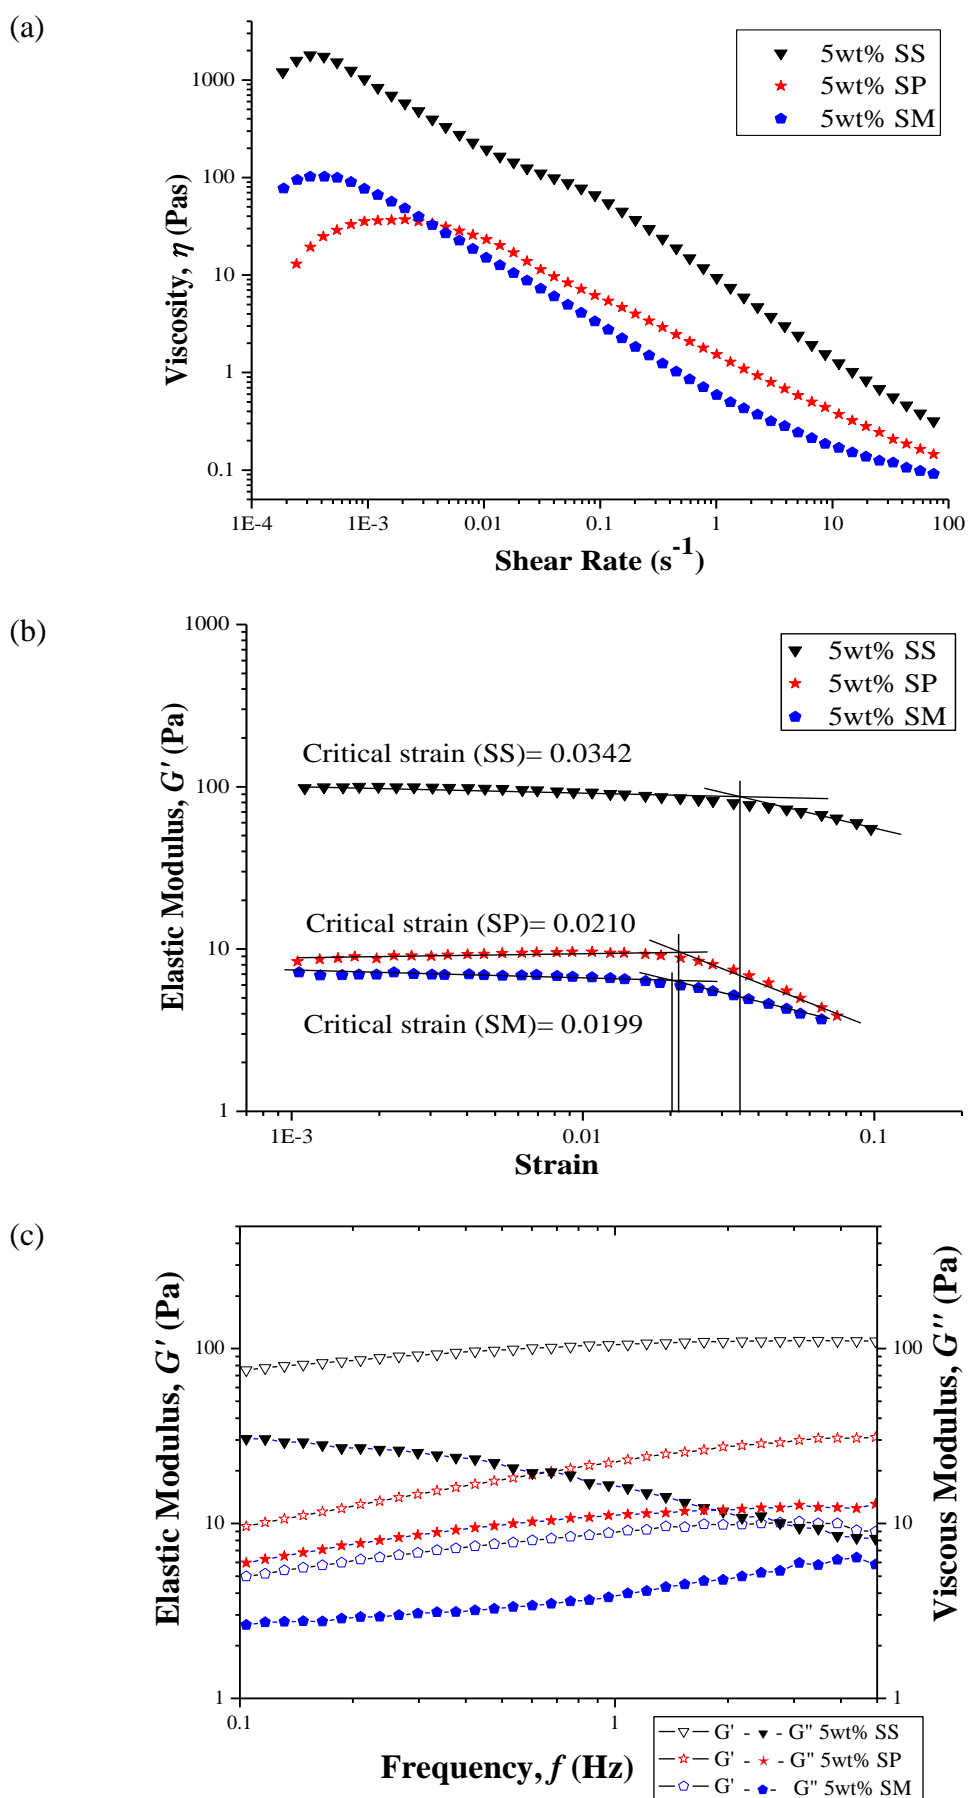 (a)
5wt% SS
5wt% SP
5wt% SM
1000
100
10
1
0.1
Viscosity, η (Pas)
1E-4 1E-3 0.01 0.1 1 10 100
Shear Rate (s⁻¹)
(b)
1000
100
10
1
Elastic Modulus, G' (Pa)
5wt% SS
5wt% SP
5wt% SM
Critical strain (SS)= 0.0342
Critical strain (SP)= 0.0210
Critical strain (SM)= 0.0199
1E-3 0.01 0.1
Strain
(c)
Elastic Modulus, G' (Pa)
100
10
1
100
10
1
Viscous Modulus, G'' (Pa)
0.1 1
Frequency, f (Hz)
G' G'' 5wt% SS
G' G'' 5wt% SP
G' G'' 5wt% SM